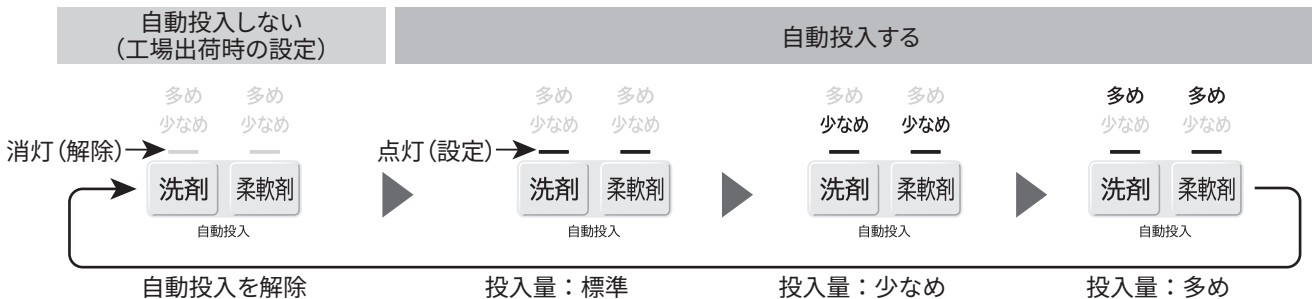 自動投入しない
（工場出荷時の設定）
自動投入する
多め 多め
少なめ 少なめ
消灯（解除）
洗剤 柔軟剤
自動投入
自動投入を解除
多め 多め
少なめ 少なめ
点灯（設定）
洗剤 柔軟剤
自動投入
投入量：標準
多め 多め
少なめ 少なめ
洗剤 柔軟剤
自動投入
投入量：少なめ
多め 多め
少なめ 少なめ
洗剤 柔軟剤
自動投入
投入量：多め